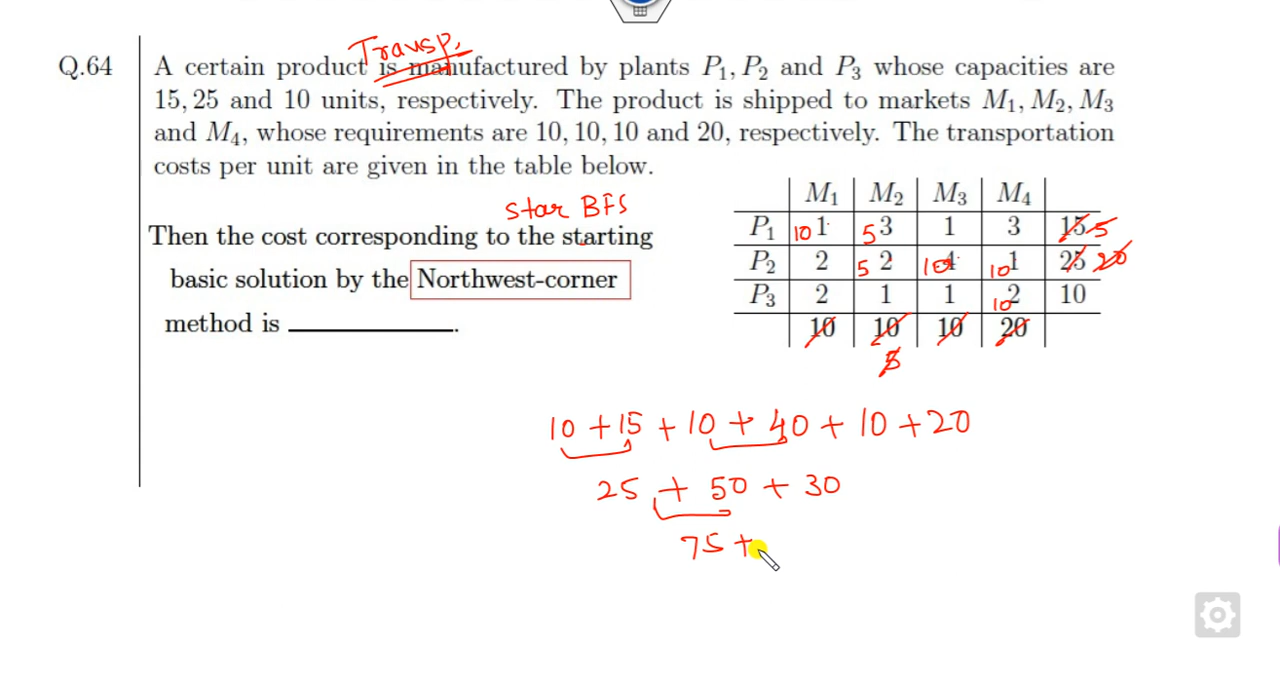 Transp.
Q.64 A certain product is manufactured by plants P₁, P₂ and P₃ whose capacities are
15, 25 and 10 units, respectively. The product is shipped to markets M₁, M₂, M₃
and M₄, whose requirements are 10, 10, 10 and 20, respectively. The transportation
costs per unit are given in the table below.
star BFS
Then the cost corresponding to the starting
basic solution by the Northwest-corner
method is ____________.
M₁ M₂ M₃ M₄
P₁ 10 1 5 3 1 3 15 5
P₂ 2 5 2 10 4 10 1 25 20
P₃ 2 1 1 10 2 10
10 10 10 20
5
10 + 15 + 10 + 40 + 10 + 20
25 + 50 + 30
75 +